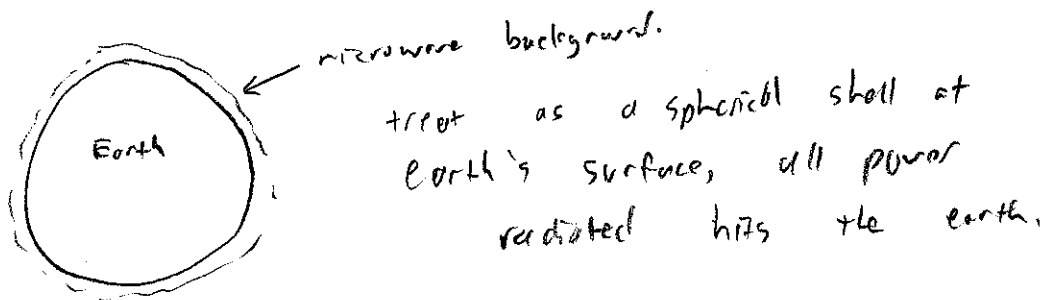 microwave background.
treat as a spherical shell at
Earth
earth's surface, all power
radiated hits the earth.